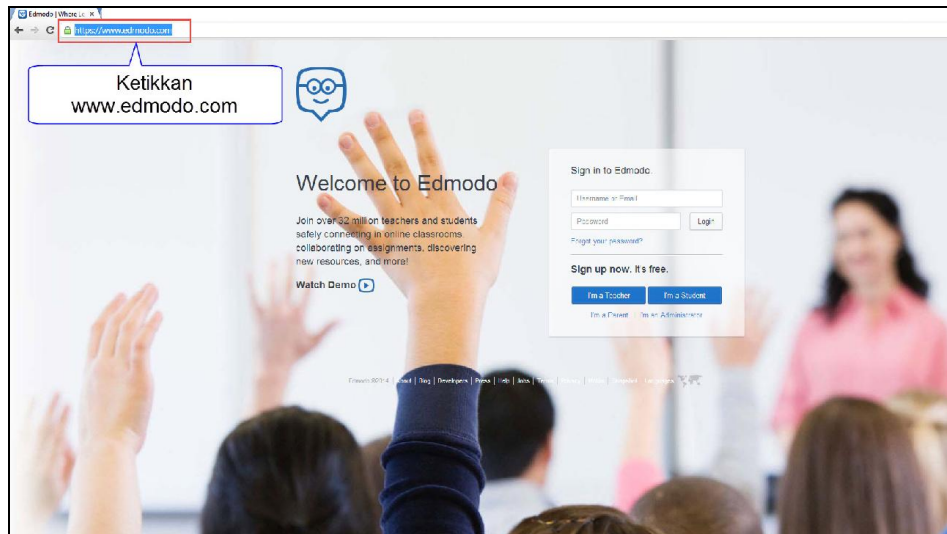 Edmodo | Where Le
https://www.edmodo.com
Ketikkan
www.edmodo.com
Welcome to Edmodo
Join over 32 million teachers and students
safely connecting in online classrooms,
collaborating on assignments, discovering
new resources, and more!
Watch Demo
Sign in to Edmodo.
Username or Email
Password Login
Forgot your password?
Sign up now. It's free.
I'm a Teacher I'm a Student
I'm a Parent | I'm an Administrator
Edmodo ©2014 | About | Blog | Developers | Press | Help | Jobs | Terms